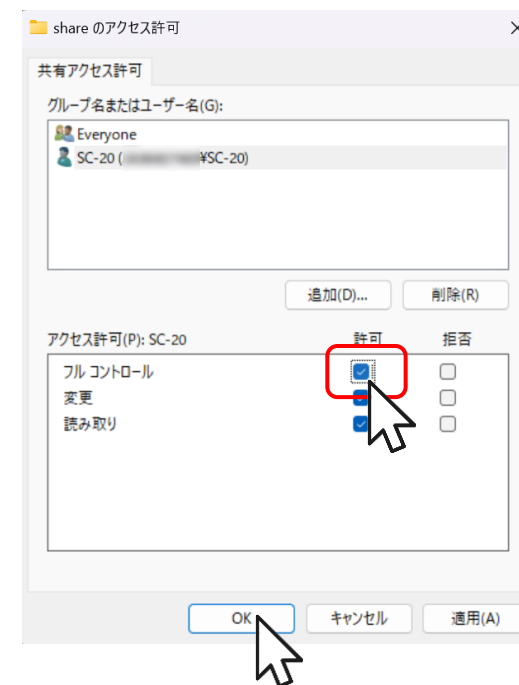 share のアクセス許可
共有アクセス許可
グループ名またはユーザー名(G):
Everyone
SC-20 ( ¥SC-20)
追加(D)...
削除(R)
アクセス許可(P): SC-20 許可 拒否
フル コントロール
変更
読み取り
OK
キャンセル
適用(A)